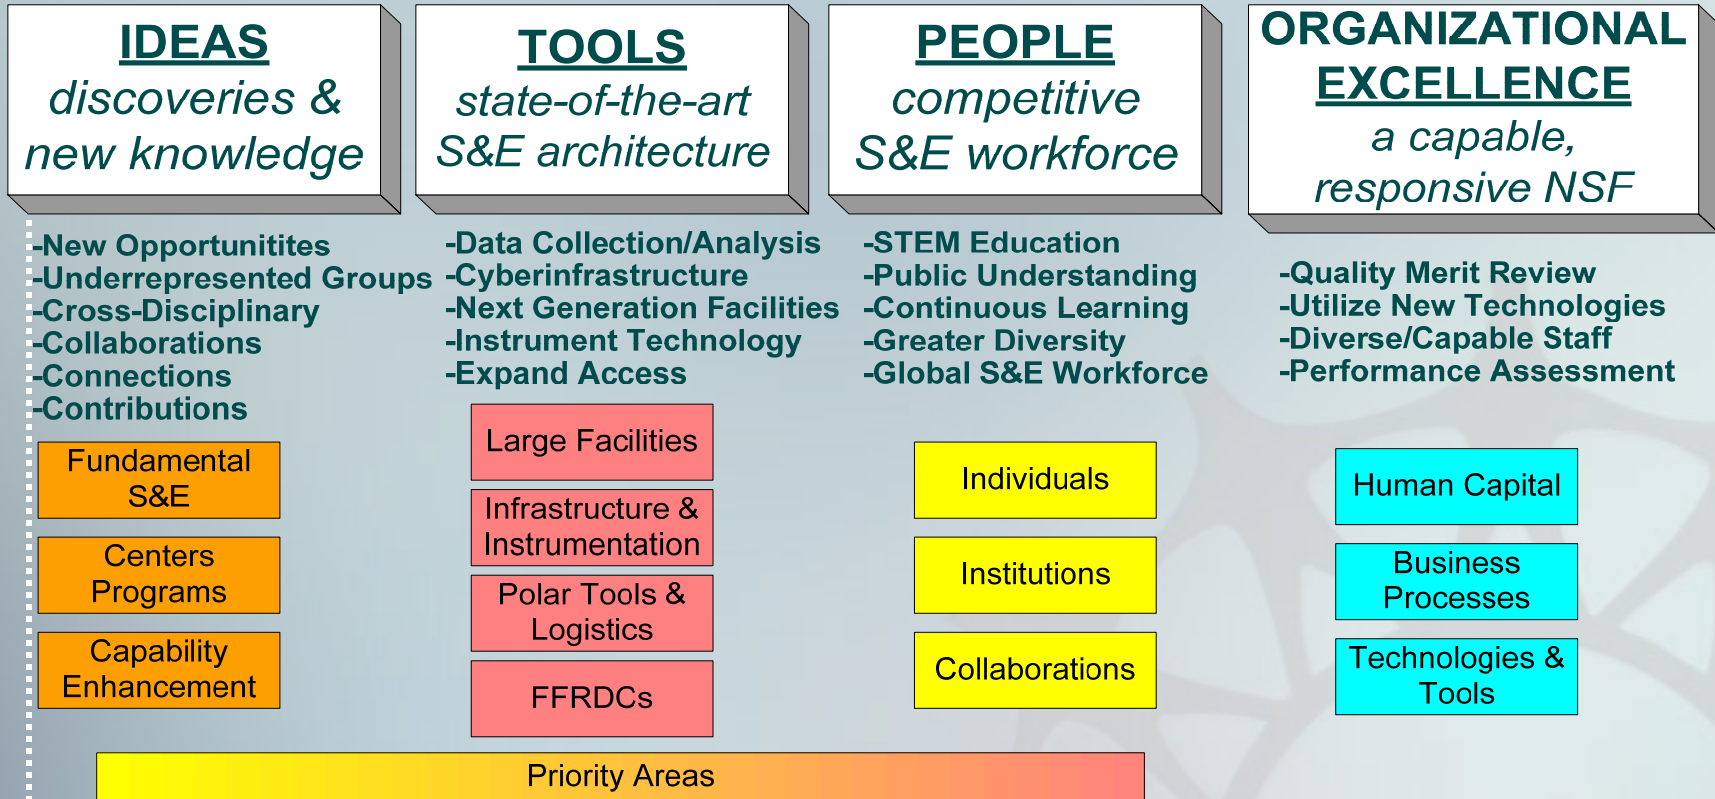 IDEAS
discoveries &
new knowledge
-New Opportunitites
-Underrepresented Groups
-Cross-Disciplinary
-Collaborations
-Connections
-Contributions
Fundamental
S&E
Centers
Programs
Capability
Enhancement
TOOLS
state-of-the-art
S&E architecture
-Data Collection/Analysis
-Cyberinfrastructure
-Next Generation Facilities
-Instrument Technology
-Expand Access
Large Facilities
Infrastructure &
Instrumentation
Polar Tools &
Logistics
FFRDCs
PEOPLE
competitive
S&E workforce
-STEM Education
-Public Understanding
-Continuous Learning
-Greater Diversity
-Global S&E Workforce
Individuals
Institutions
Collaborations
ORGANIZATIONAL
EXCELLENCE
a capable,
responsive NSF
-Quality Merit Review
-Utilize New Technologies
-Diverse/Capable Staff
-Performance Assessment
Human Capital
Business
Processes
Technologies &
Tools
Priority Areas